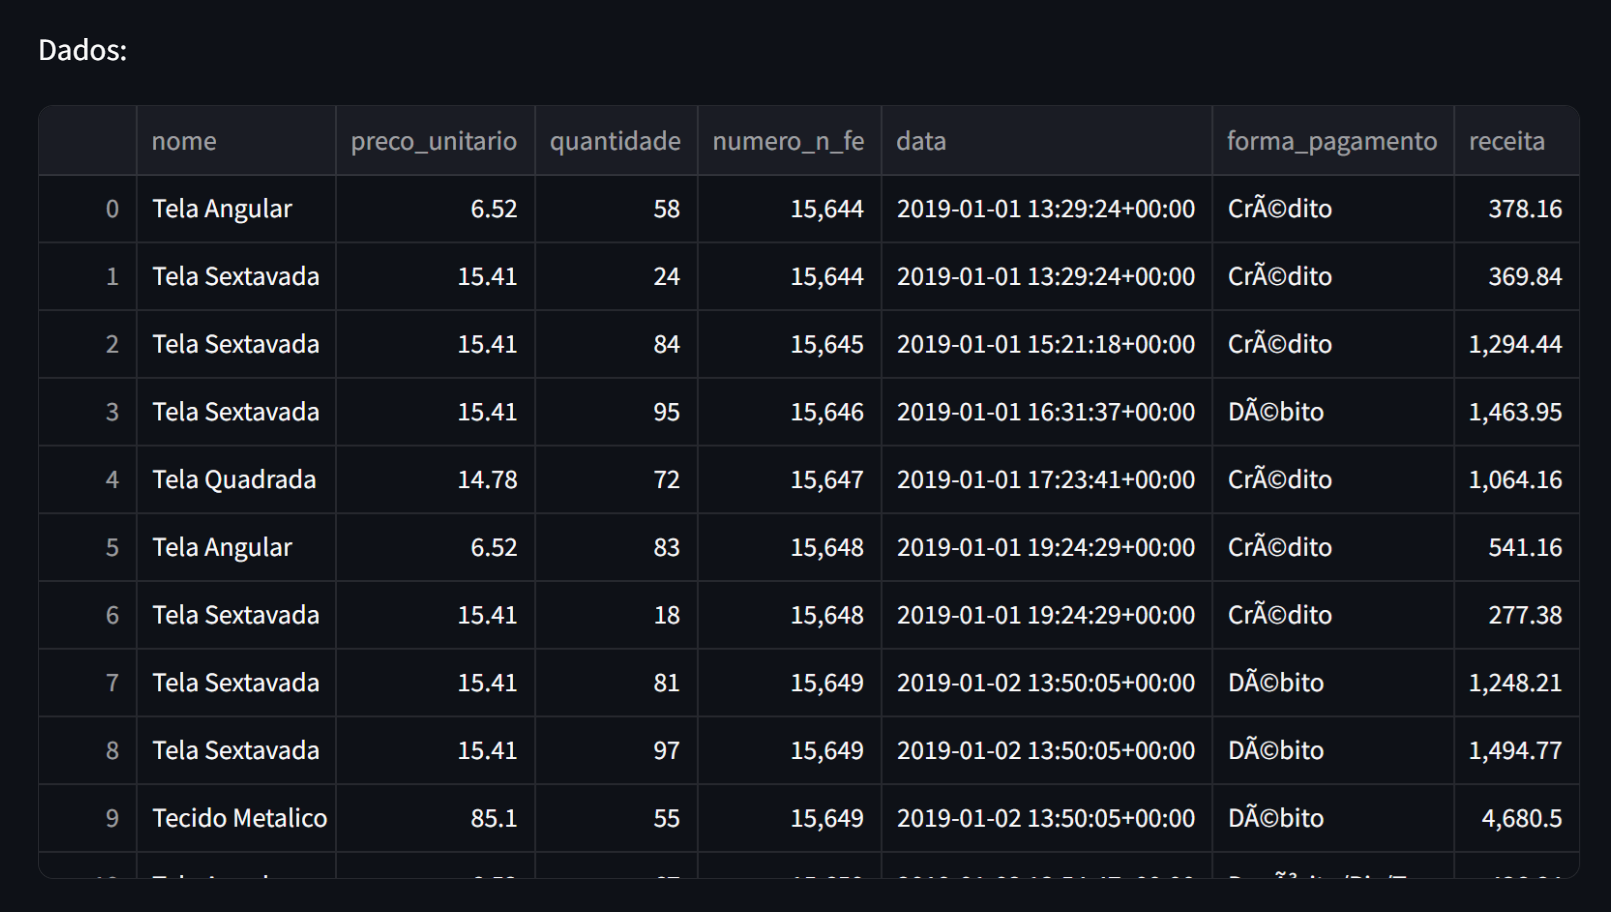 Dados:
nome preco_unitario quantidade numero_n_fe data forma_pagamento receita
0 Tela Angular 6.52 58 15,644 2019-01-01 13:29:24+00:00 CrÃ©dito 378.16
1 Tela Sextavada 15.41 24 15,644 2019-01-01 13:29:24+00:00 CrÃ©dito 369.84
2 Tela Sextavada 15.41 84 15,645 2019-01-01 15:21:18+00:00 CrÃ©dito 1,294.44
3 Tela Sextavada 15.41 95 15,646 2019-01-01 16:31:37+00:00 DÃ©bito 1,463.95
4 Tela Quadrada 14.78 72 15,647 2019-01-01 17:23:41+00:00 CrÃ©dito 1,064.16
5 Tela Angular 6.52 83 15,648 2019-01-01 19:24:29+00:00 CrÃ©dito 541.16
6 Tela Sextavada 15.41 18 15,648 2019-01-01 19:24:29+00:00 CrÃ©dito 277.38
7 Tela Sextavada 15.41 81 15,649 2019-01-02 13:50:05+00:00 DÃ©bito 1,248.21
8 Tela Sextavada 15.41 97 15,649 2019-01-02 13:50:05+00:00 DÃ©bito 1,494.77
9 Tecido Metalico 85.1 55 15,649 2019-01-02 13:50:05+00:00 DÃ©bito 4,680.5